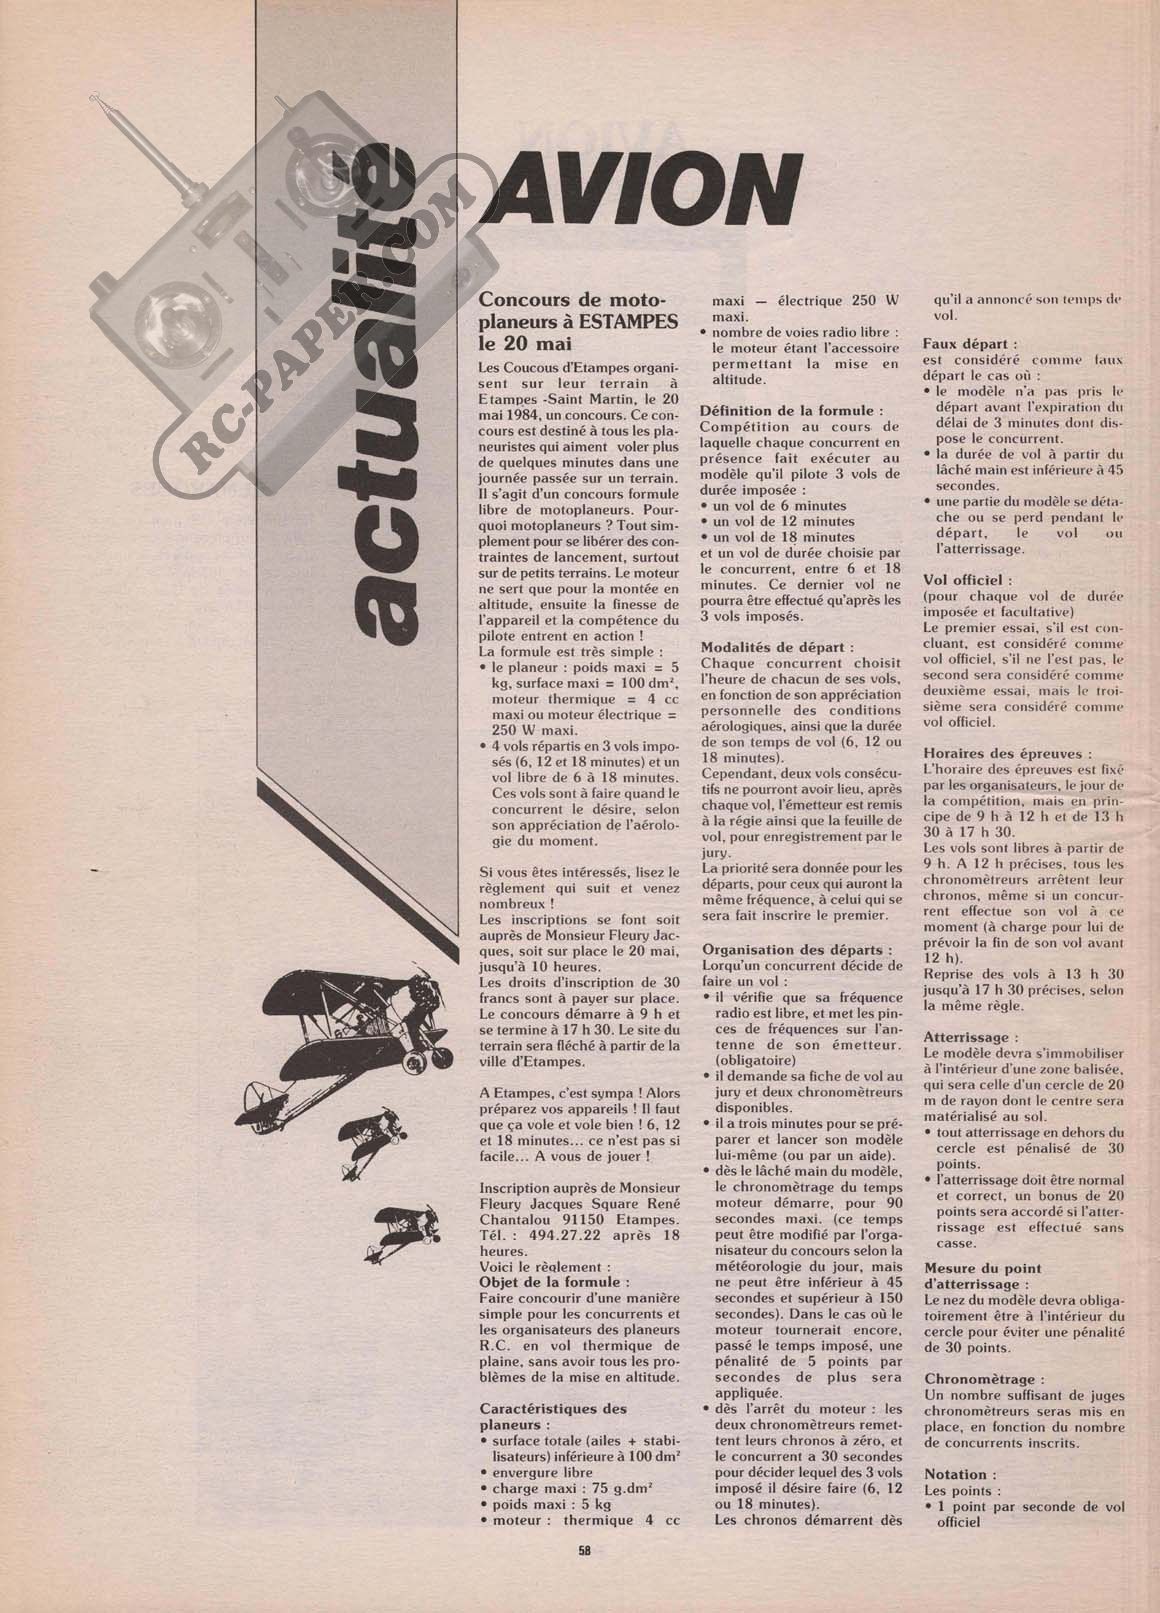 actualité
AVION
RC-PAPER.COM
Concours de moto-
planeurs à ESTAMPES
le 20 mai
Les Coucous d'Etampes organi-
sent sur leur terrain à
Etampes -Saint Martin, le 20
mai 1984, un concours. Ce con-
cours est destiné à tous les pla-
neuristes qui aiment voler plus
de quelques minutes dans une
journée passée sur un terrain.
Il s'agit d'un concours formule
libre de motoplaneurs. Pour-
quoi motoplaneurs ? Tout sim-
plement pour se libérer des con-
traintes de lancement, surtout
sur de petits terrains. Le moteur
ne sert que pour la montée en
altitude, ensuite la finesse de
l'appareil et la compétence du
pilote entrent en action !
La formule est très simple :
• le planeur : poids maxi = 5
kg, surface maxi = 100 dm²,
moteur thermique = 4 cc
maxi ou moteur électrique =
250 W maxi.
• 4 vols répartis en 3 vols impo-
sés (6, 12 et 18 minutes) et un
vol libre de 6 à 18 minutes.
Ces vols sont à faire quand le
concurrent le désire, selon
son appréciation de l'aérolo-
gie du moment.
Si vous êtes intéressés, lisez le
règlement qui suit et venez
nombreux !
Les inscriptions se font soit
auprès de Monsieur Fleury Jac-
ques, soit sur place le 20 mai,
jusqu'à 10 heures.
Les droits d'inscription de 30
francs sont à payer sur place.
Le concours démarre à 9 h et
se termine à 17 h 30. Le site du
terrain sera fléché à partir de la
ville d'Etampes.
A Etampes, c'est sympa ! Alors
préparez vos appareils ! Il faut
que ça vole et vole bien ! 6, 12
et 18 minutes... ce n'est pas si
facile... A vous de jouer !
Inscription auprès de Monsieur
Fleury Jacques Square René
Chantalou 91150 Etampes.
Tél. : 494.27.22 après 18
heures.
Voici le règlement :
Objet de la formule :
Faire concourir d'une manière
simple pour les concurrents et
les organisateurs des planeurs
R.C. en vol thermique de
plaine, sans avoir tous les pro-
blèmes de la mise en altitude.
Caractéristiques des
planeurs :
• surface totale (ailes + stabi-
lisateurs) inférieure à 100 dm²
• envergure libre
• charge maxi : 75 g.dm²
• poids maxi : 5 kg
• moteur : thermique 4 cc
maxi — électrique 250 W
maxi.
• nombre de voies radio libre :
le moteur étant l'accessoire
permettant la mise en
altitude.
Définition de la formule :
Compétition au cours de
laquelle chaque concurrent en
présence fait exécuter au
modèle qu'il pilote 3 vols de
durée imposée :
• un vol de 6 minutes
• un vol de 12 minutes
• un vol de 18 minutes
et un vol de durée choisie par
le concurrent, entre 6 et 18
minutes. Ce dernier vol ne
pourra être effectué qu'après les
3 vols imposés.
Modalités de départ :
Chaque concurrent choisit
l'heure de chacun de ses vols,
en fonction de son appréciation
personnelle des conditions
aérologiques, ainsi que la durée
de son temps de vol (6, 12 ou
18 minutes).
Cependant, deux vols consécu-
tifs ne pourront avoir lieu, après
chaque vol, l'émetteur est remis
à la régie ainsi que la feuille de
vol, pour enregistrement par le
jury.
La priorité sera donnée pour les
départs, pour ceux qui auront la
même fréquence, à celui qui se
sera fait inscrire le premier.
Organisation des départs :
Lorqu'un concurrent décide de
faire un vol :
• il vérifie que sa fréquence
radio est libre, et met les pin-
ces de fréquences sur l'an-
tenne de son émetteur.
(obligatoire)
• il demande sa fiche de vol au
jury et deux chronomètreurs
disponibles.
• il a trois minutes pour se pré-
parer et lancer son modèle
lui-même (ou par un aide).
• dès le lâché main du modèle,
le chronomètrage du temps
moteur démarre, pour 90
secondes maxi. (ce temps
peut être modifié par l'orga-
nisateur du concours selon la
météorologie du jour, mais
ne peut être inférieur à 45
secondes et supérieur à 150
secondes). Dans le cas où le
moteur tournerait encore,
passé le temps imposé, une
pénalité de 5 points par
secondes de plus sera
appliquée.
• dès l'arrêt du moteur : les
deux chronomètreurs remet-
tent leurs chronos à zéro, et
le concurrent a 30 secondes
pour décider lequel des 3 vols
imposé il désire faire (6, 12
ou 18 minutes).
Les chronos démarrent dès
qu'il a annoncé son temps de
vol.
Faux départ :
est considéré comme faux
départ le cas où :
• le modèle n'a pas pris le
départ avant l'expiration du
délai de 3 minutes dont dis-
pose le concurrent.
• la durée de vol à partir du
lâché main est inférieure à 45
secondes.
• une partie du modèle se déta-
che ou se perd pendant le
départ, le vol ou
l'atterrissage.
Vol officiel :
(pour chaque vol de durée
imposée et facultative)
Le premier essai, s'il est con-
cluant, est considéré comme
vol officiel, s'il ne l'est pas, le
second sera considéré comme
deuxième essai, mais le troi-
sième sera considéré comme
vol officiel.
Horaires des épreuves :
L'horaire des épreuves est fixé
par les organisateurs, le jour de
la compétition, mais en prin-
cipe de 9 h à 12 h et de 13 h
30 à 17 h 30.
Les vols sont libres à partir de
9 h. A 12 h précises, tous les
chronomètreurs arrêtent leur
chronos, même si un concur-
rent effectue son vol à ce
moment (à charge pour lui de
prévoir la fin de son vol avant
12 h).
Reprise des vols à 13 h 30
jusqu'à 17 h 30 précises, selon
la même règle.
Atterrissage :
Le modèle devra s'immobiliser
à l'intérieur d'une zone balisée,
qui sera celle d'un cercle de 20
m de rayon dont le centre sera
matérialisé au sol.
• tout atterrissage en dehors du
cercle est pénalisé de 30
points.
• l'atterrissage doit être normal
et correct, un bonus de 20
points sera accordé si l'atter-
rissage est effectué sans
casse.
Mesure du point
d'atterrissage :
Le nez du modèle devra obliga-
toirement être à l'intérieur du
cercle pour éviter une pénalité
de 30 points.
Chronomètrage :
Un nombre suffisant de juges
chronomètreurs seras mis en
place, en fonction du nombre
de concurrents inscrits.
Notation :
Les points :
• 1 point par seconde de vol
officiel
58